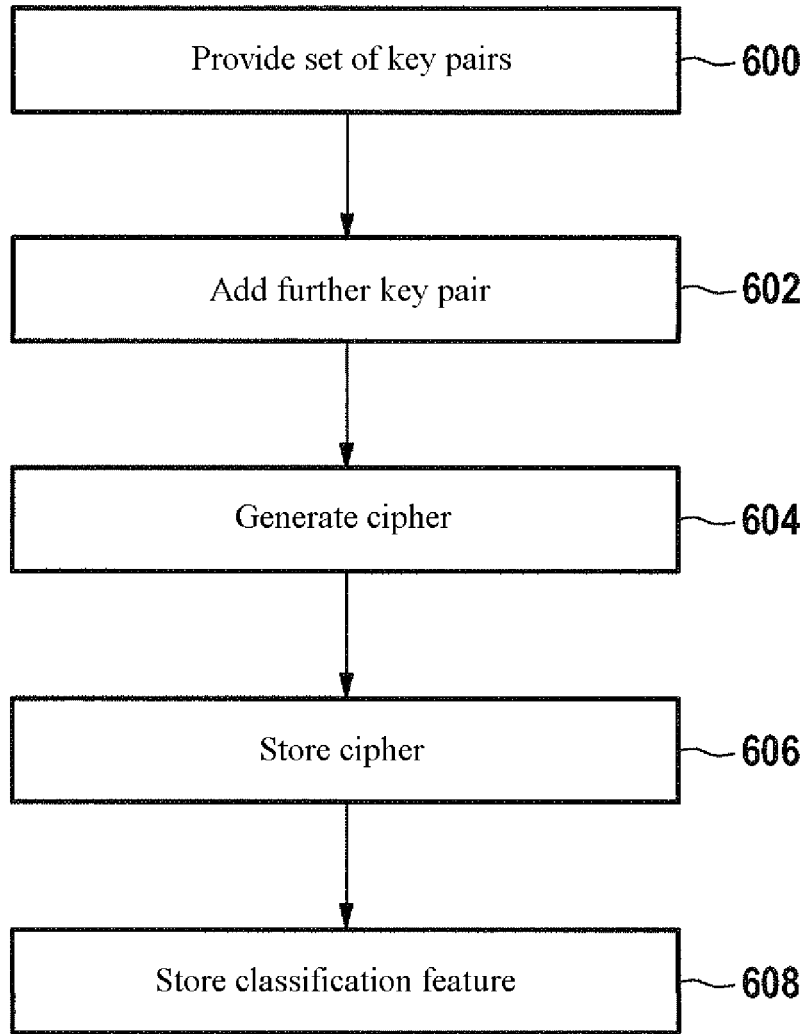 Provide set of key pairs 600
Add further key pair 602
Generate cipher 604
Store cipher 606
Store classification feature 608